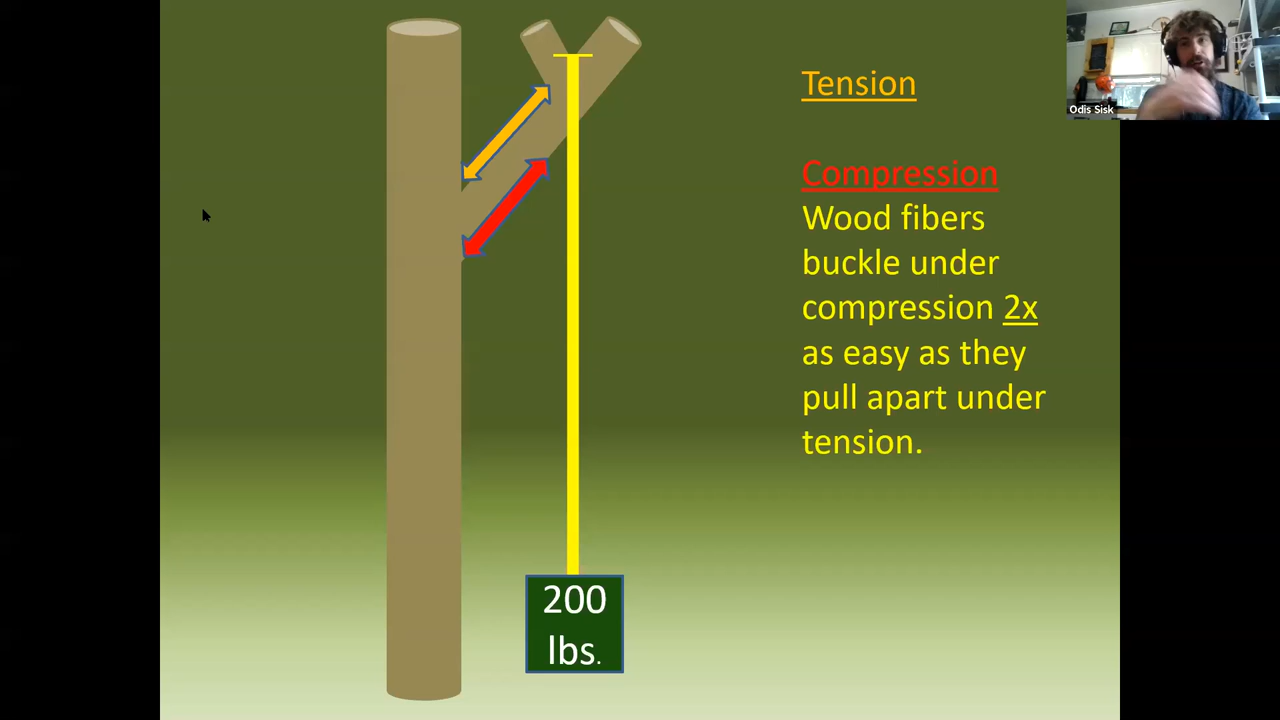 Tension
Odis Sisk
Compression
Wood fibers
buckle under
compression 2x
as easy as they
pull apart under
tension.
200
lbs.